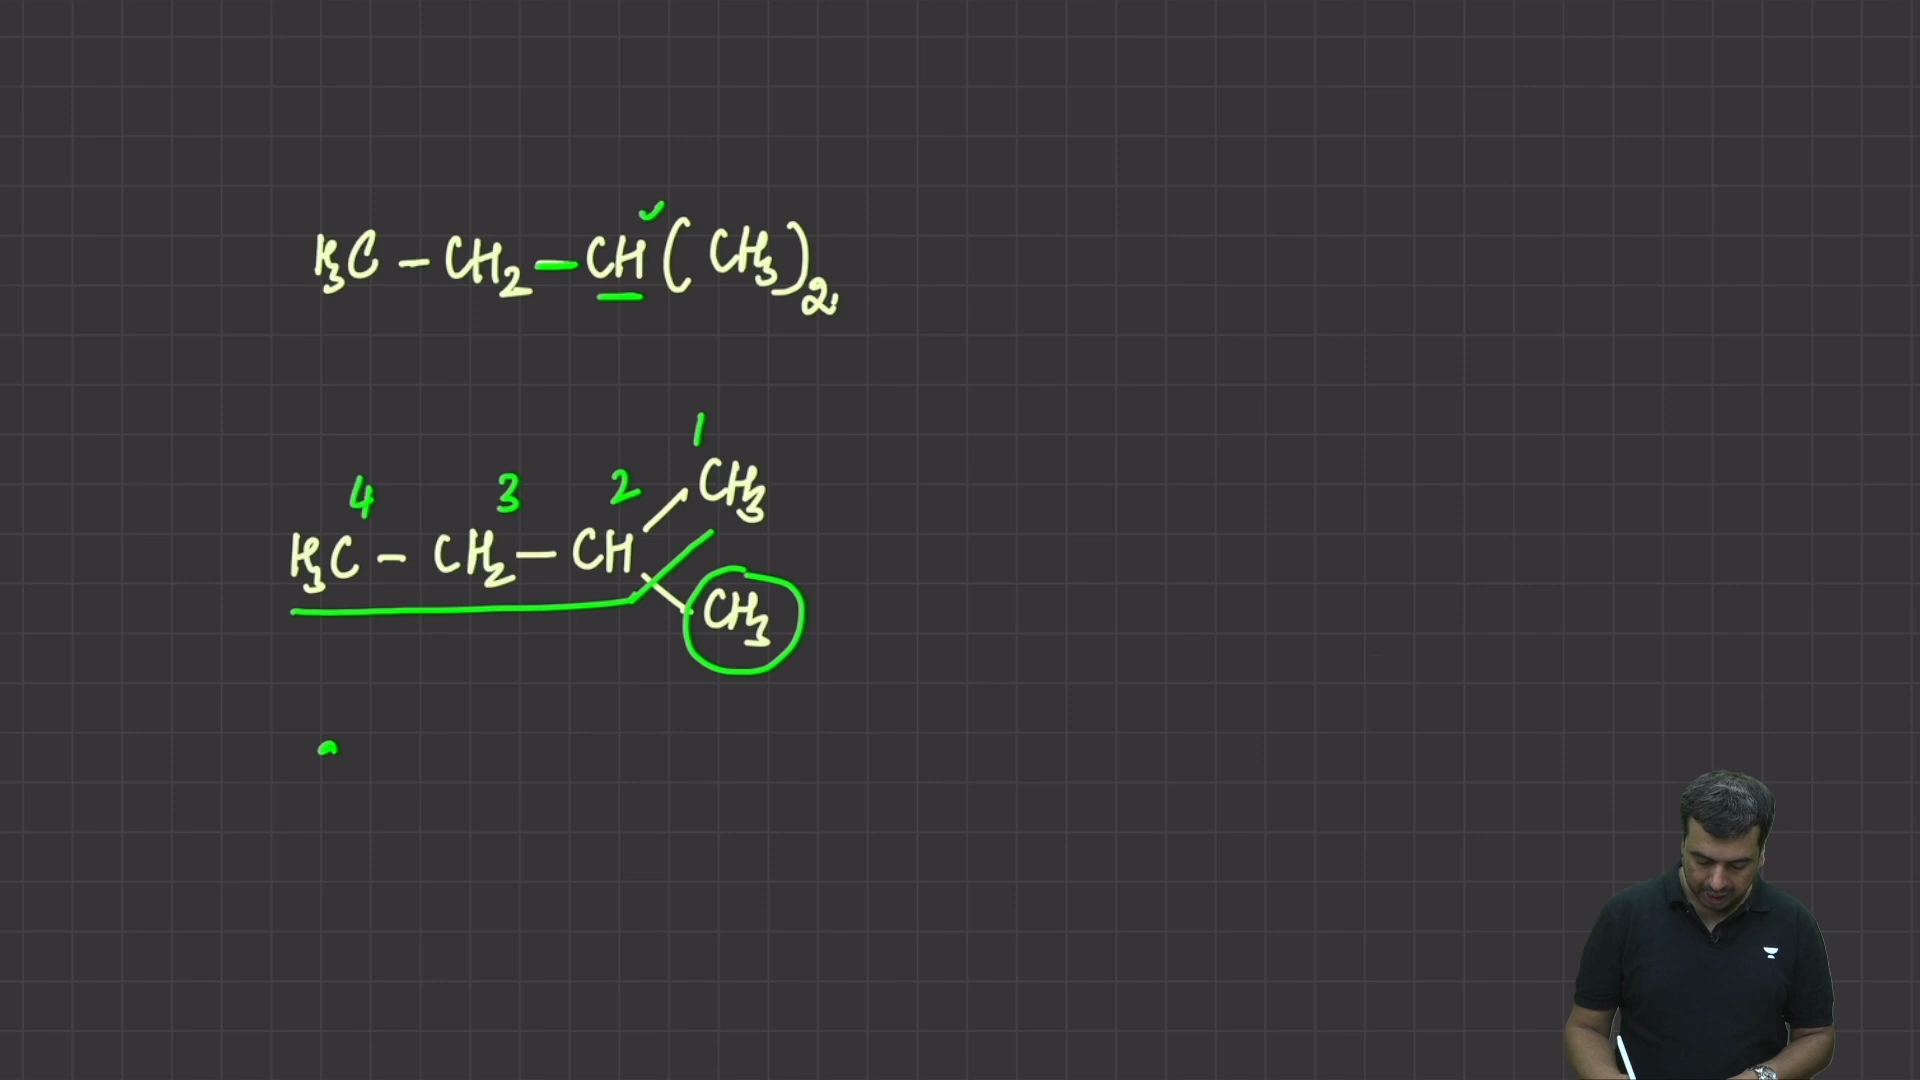 H₃C – CH₂ – CH(CH₃)₂
1
4 3 2 CH₃
H₃C – CH₂ – CH
CH₃